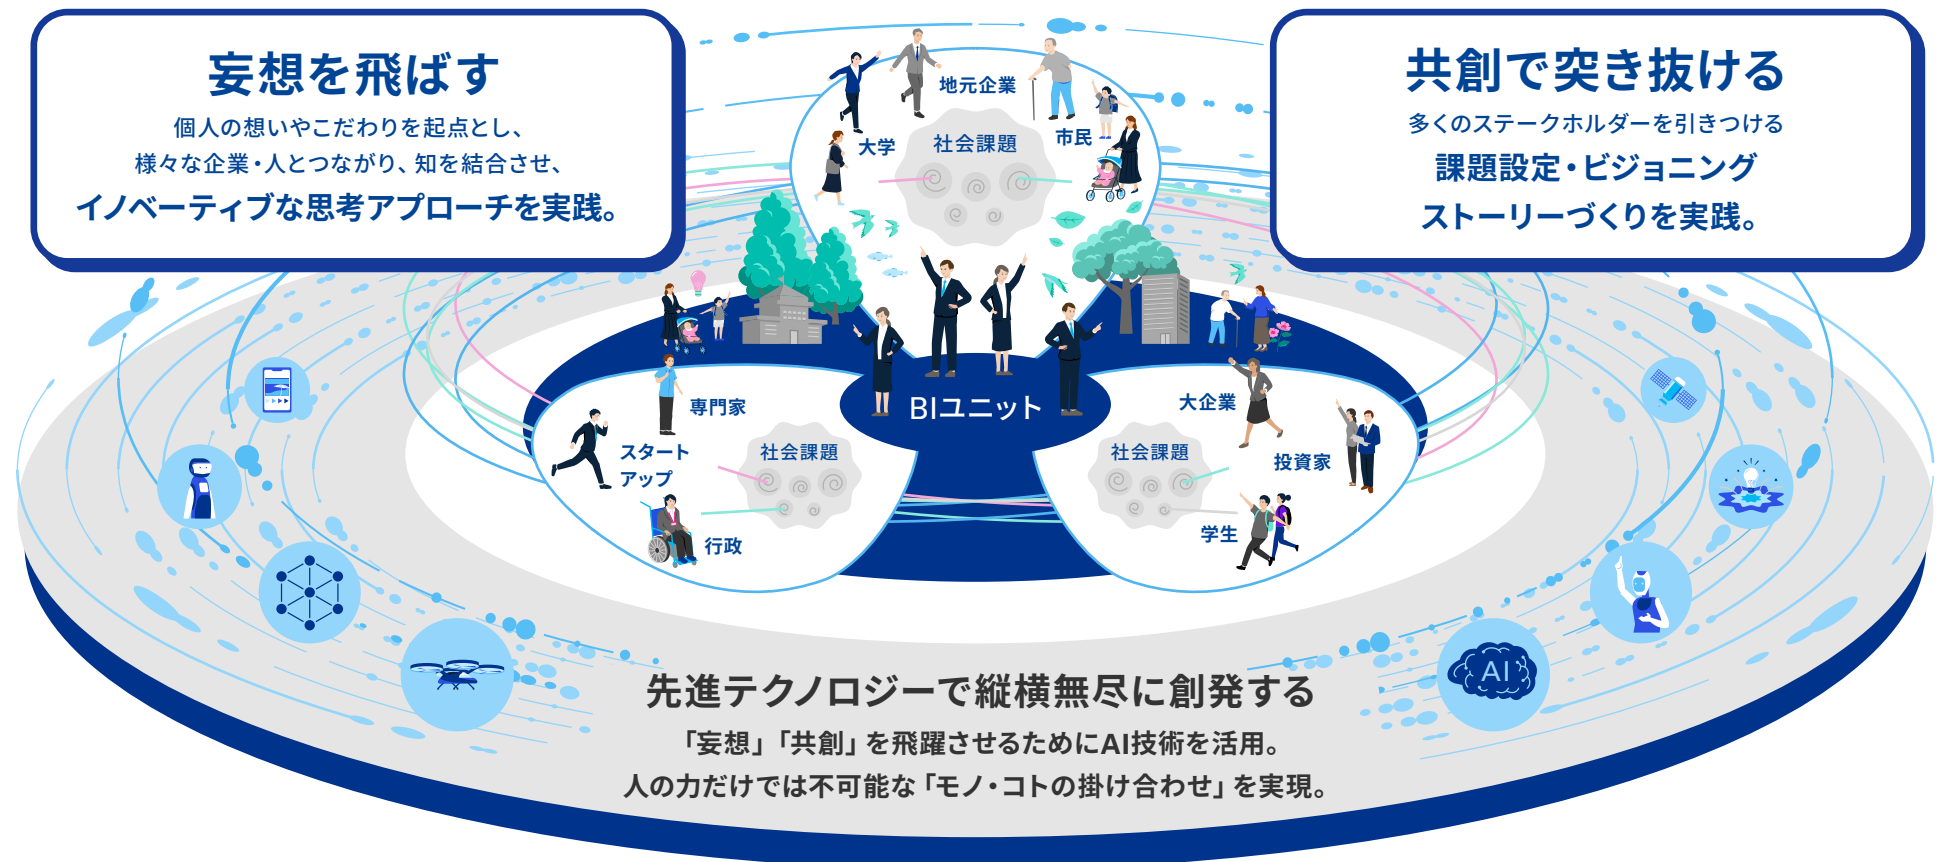 妄想を飛ばす
個人の想いやこだわりを起点とし、
様々な企業・人とつながり、知を結合させ、
イノベーティブな思考アプローチを実践。
共創で突き抜ける
多くのステークホルダーを引きつける
課題設定・ビジョニング
ストーリーづくりを実践。
地元企業
大学
社会課題
市民
BIユニット
専門家
スタート
アップ
社会課題
行政
大企業
社会課題
投資家
学生
AI
先進テクノロジーで縦横無尽に創発する
「妄想」「共創」を飛躍させるためにAI技術を活用。
人の力だけでは不可能な「モノ・コトの掛け合わせ」を実現。